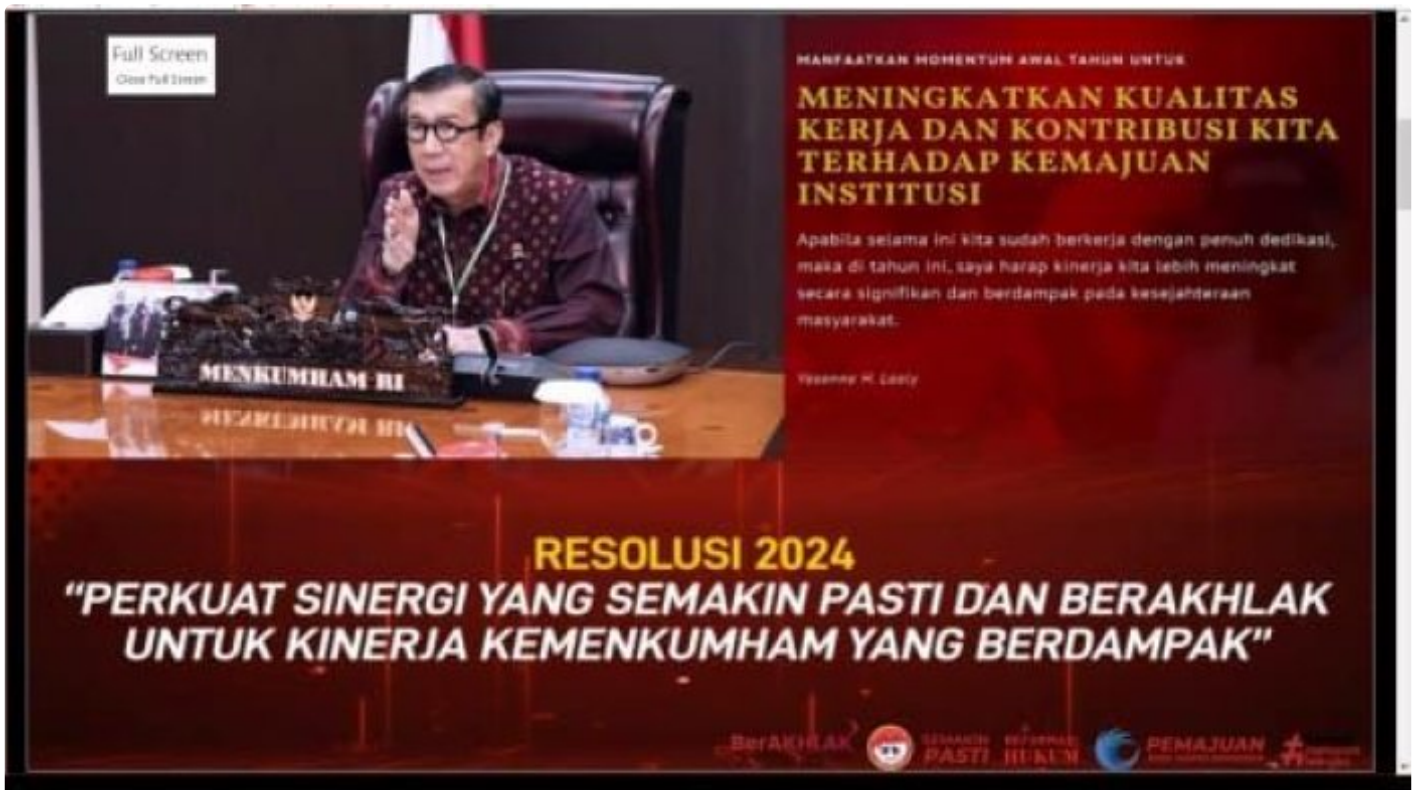 Full Screen
Close Full Screen
MENKUMHAM RI
MANFAATKAN MOMENTUM AWAL TAHUN UNTUK
MENINGKATKAN KUALITAS
KERJA DAN KONTRIBUSI KITA
TERHADAP KEMAJUAN
INSTITUSI
Apabila selama ini kita sudah berkerja dengan penuh dedikasi,
maka di tahun ini, saya harap kinerja kita lebih meningkat
secara signifikan dan berdampak pada kesejahteraan
masyarakat.
Yasonna H. Laoly
RESOLUSI 2024
“PERKUAT SINERGI YANG SEMAKIN PASTI DAN BERAKHLAK
UNTUK KINERJA KEMENKUMHAM YANG BERDAMPAK”
BerAKHLAK
SEMAKIN
PASTI
HUKUM
PEMAJUAN